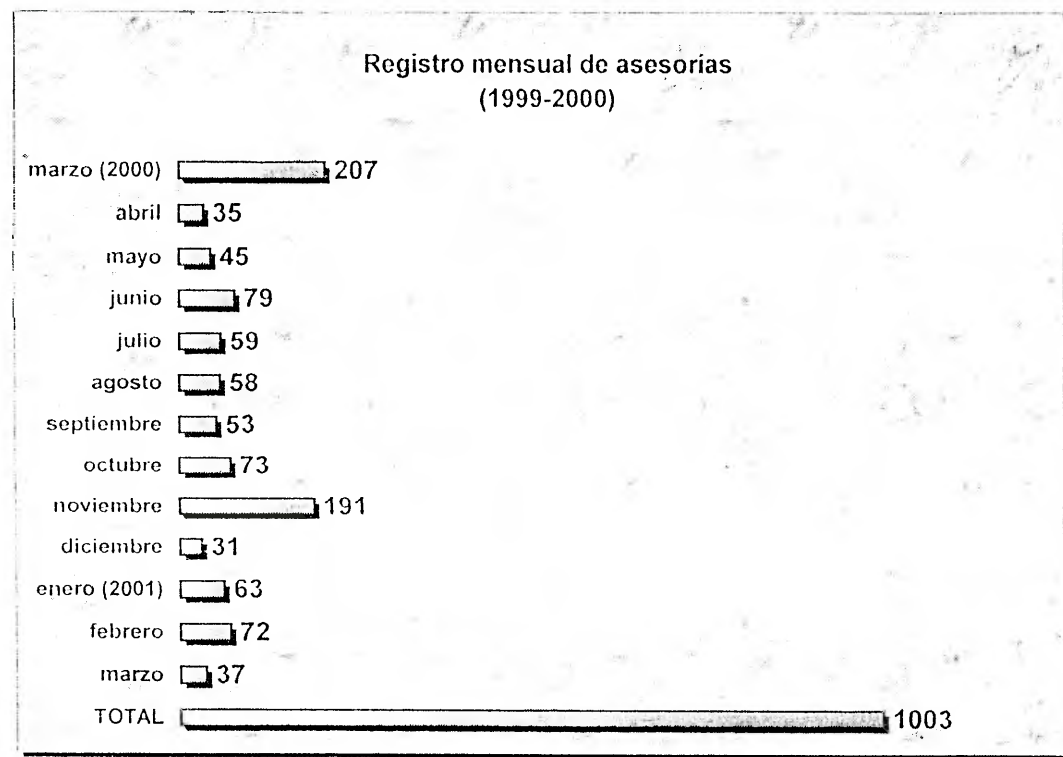 Registro mensual de asesorías
(1999-2000)
marzo (2000) 207
abril 35
mayo 45
junio 79
julio 59
agosto 58
septiembre 53
octubre 73
noviembre 191
diciembre 31
enero (2001) 63
febrero 72
marzo 37
TOTAL 1003